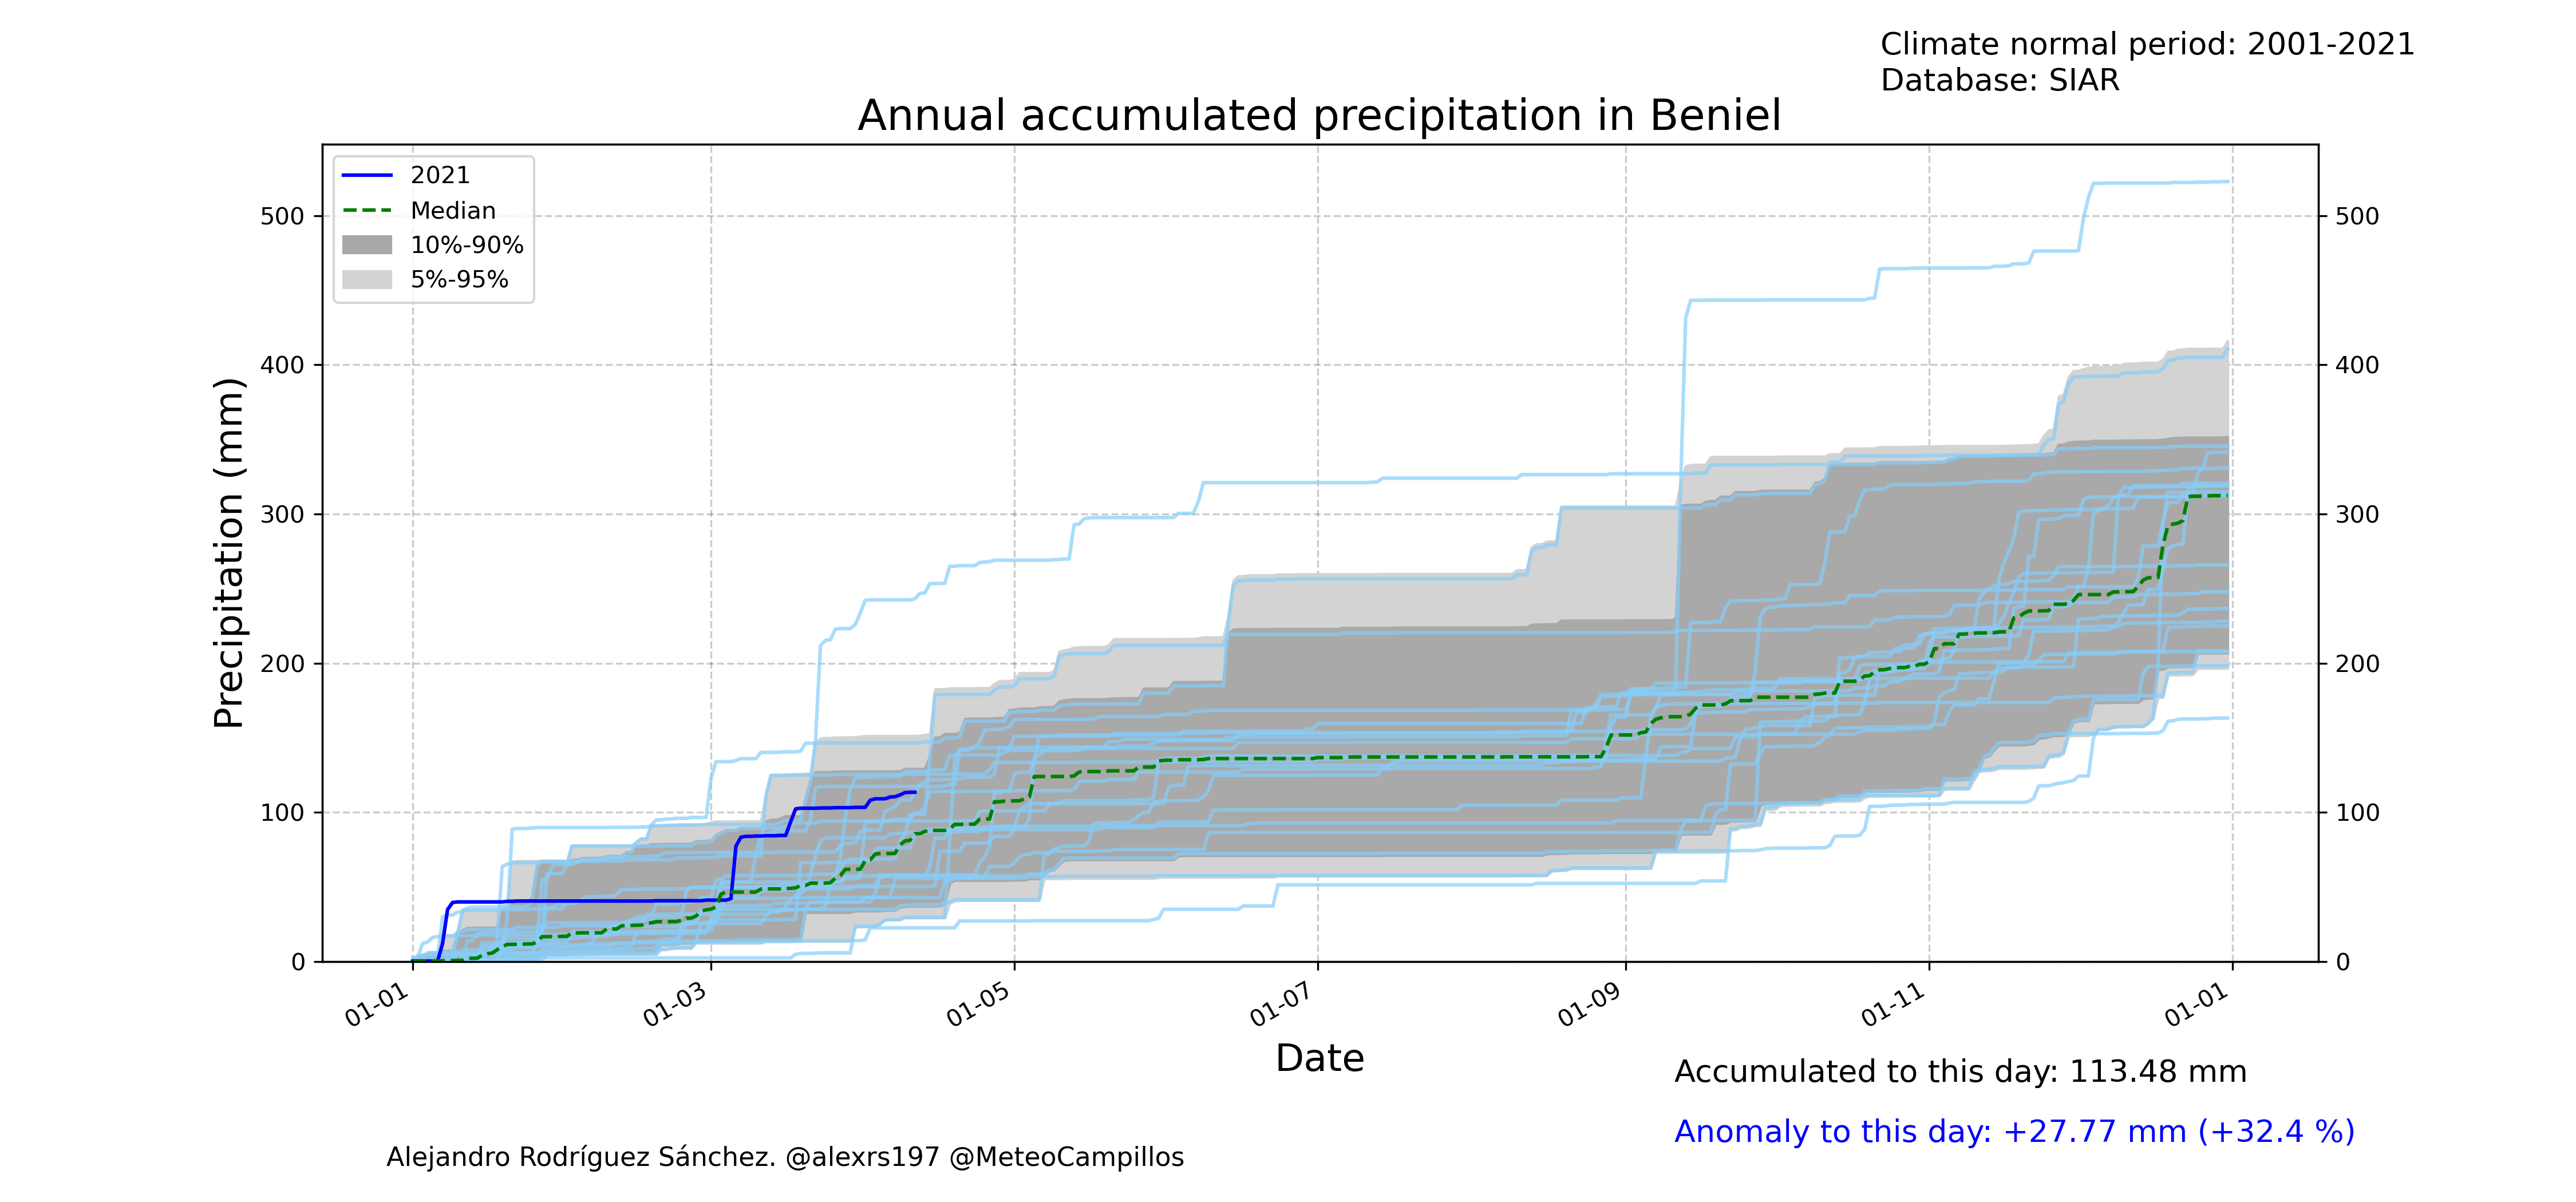 Climate normal period: 2001-2021
Database: SIAR
Annual accumulated precipitation in Beniel
2021
Median
10%-90%
5%-95%
Precipitation (mm)
500
400
300
200
100
0
500
400
300
200
100
0
01-01
01-03
01-05
01-07
01-09
01-11
01-01
Date
Accumulated to this day: 113.48 mm
Anomaly to this day: +27.77 mm (+32.4 %)
Alejandro Rodríguez Sánchez. @alexrs197 @MeteoCampillos